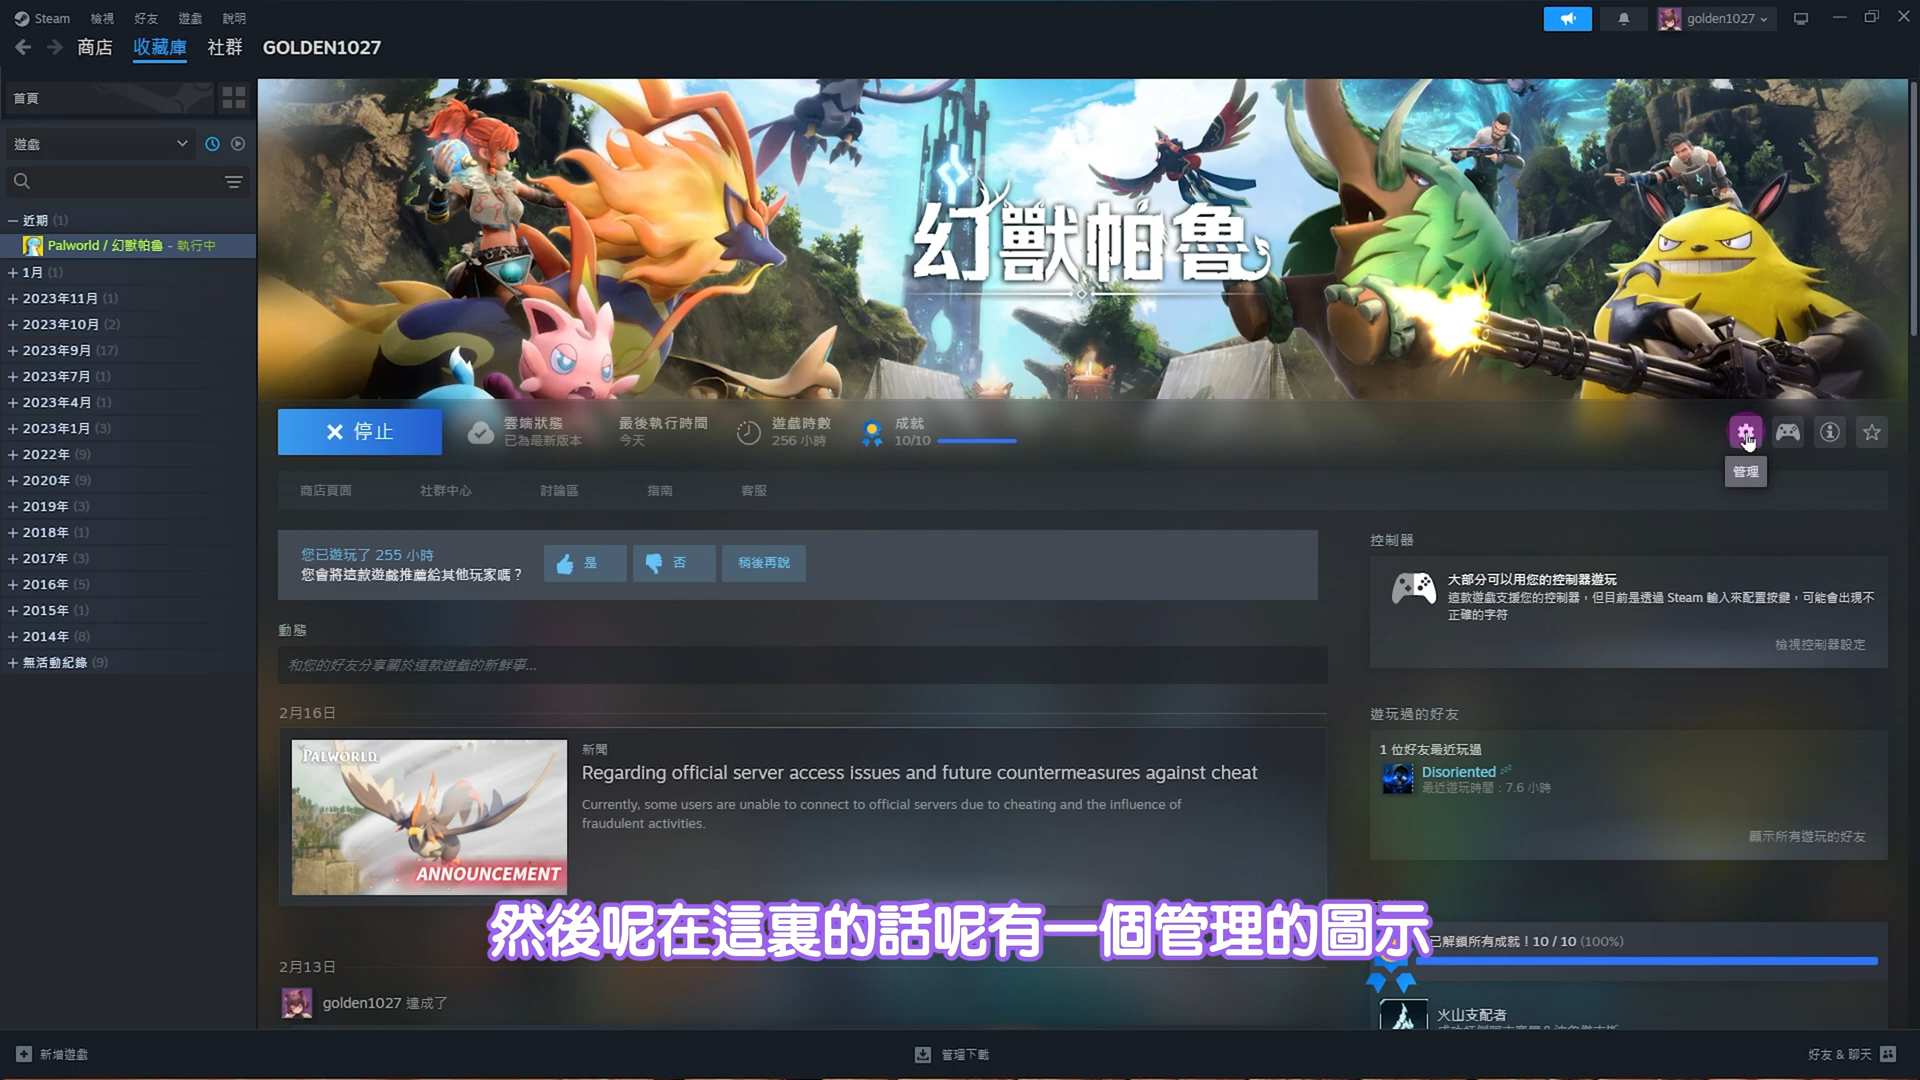 Steam 檢視 好友 遊戲 說明
golden1027
商店 收藏庫 社群 GOLDEN1027
首頁
遊戲
近期 (1)
Palworld / 幻獸帕魯 - 執行中
1月 (1)
2023年11月 (1)
2023年10月 (2)
2023年9月 (17)
2023年7月 (1)
2023年4月 (1)
2023年1月 (3)
2022年 (9)
2020年 (9)
2019年 (3)
2018年 (1)
2017年 (3)
2016年 (5)
2015年 (1)
2014年 (8)
無活動紀錄 (9)
幻獸帕魯
停止
雲端狀態
已為最新版本
最後執行時間
今天
遊戲時數
256 小時
成就
10/10
管理
商店頁面 社群中心 討論區 指南 客服
您已遊玩了 255 小時
您會將這款遊戲推薦給其他玩家嗎？
是
否
稍後再說
動態
和您的好友分享關於這款遊戲的新鮮事...
2月16日
PALWORLD
ANNOUNCEMENT
新聞
Regarding official server access issues and future countermeasures against cheat
Currently, some users are unable to connect to official servers due to cheating and the influence of
fraudulent activities.
2月13日
golden1027 達成了
控制器
大部分可以用您的控制器遊玩
這款遊戲支援您的控制器，但目前是透過 Steam 輸入來配置按鍵，可能會出現不
正確的字符
檢視控制器設定
遊玩過的好友
1 位好友最近玩過
Disoriented
最近遊玩時間：7.6 小時
顯示所有遊玩的好友
已解鎖所有成就！10 / 10 (100%)
火山支配者
然後呢在這裏的話呢有一個管理的圖示
新增遊戲
管理下載
好友 & 聊天